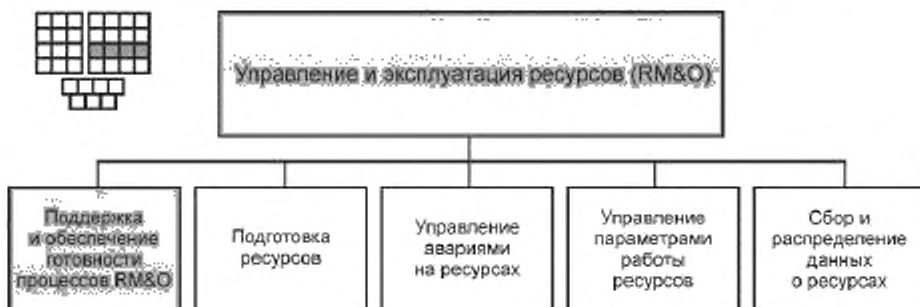 Управление и эксплуатация ресурсов (RM&O)
Поддержка
и обеспечение
готовности
процессов RM&O
Подготовка
ресурсов
Управление
авариями
на ресурсах
Управление
параметрами
работы
ресурсов
Сбор и
распределение
данных
о ресурсах